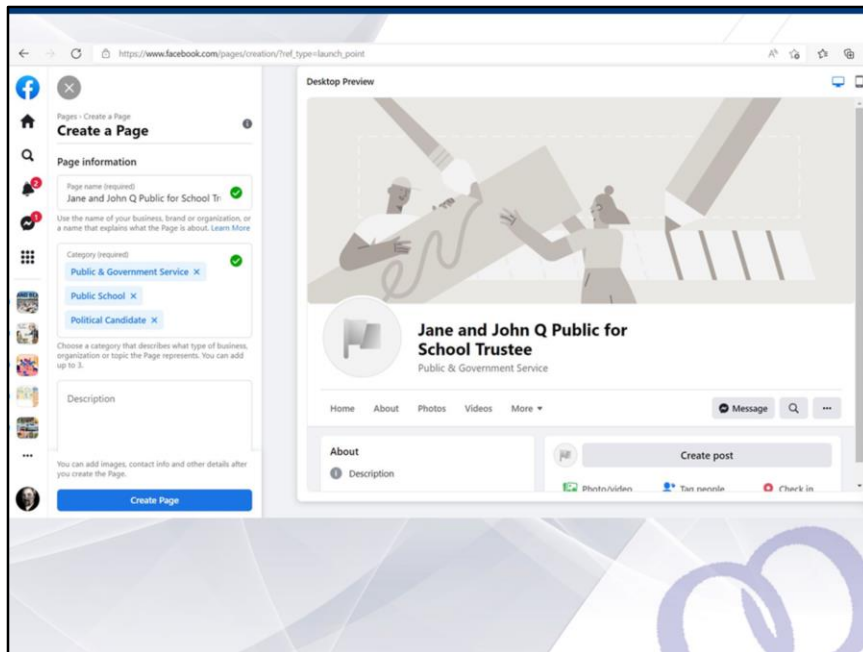 https://www.facebook.com/pages/creation/?ref_type=launch_point
Pages › Create a Page
Create a Page
Page information
Page name (required)
Jane and John Q Public for School Tr
Use the name of your business, brand or organization, or
a name that explains what the Page is about. Learn More
Category (required)
Public & Government Service ×
Public School ×
Political Candidate ×
Choose a category that describes what type of business,
organization or topic the Page represents. You can add
up to 3.
Description
You can add images, contact info and other details after
you create the Page.
Create Page
2
1
Desktop Preview
Jane and John Q Public for
School Trustee
Public & Government Service
Home About Photos Videos More
Message
About
Description
Create post
Photo/video Tag people Check in